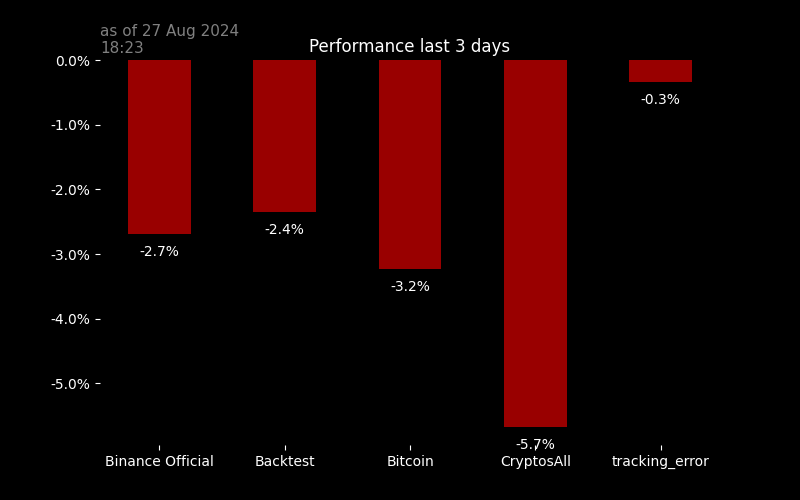 as of 27 Aug 2024
18:23
Performance last 3 days
0.0%
-1.0%
-2.0%
-3.0%
-4.0%
-5.0%
-2.7%
-2.4%
-3.2%
-5.7%
-0.3%
Binance Official
Backtest
Bitcoin
CryptosAll
tracking_error